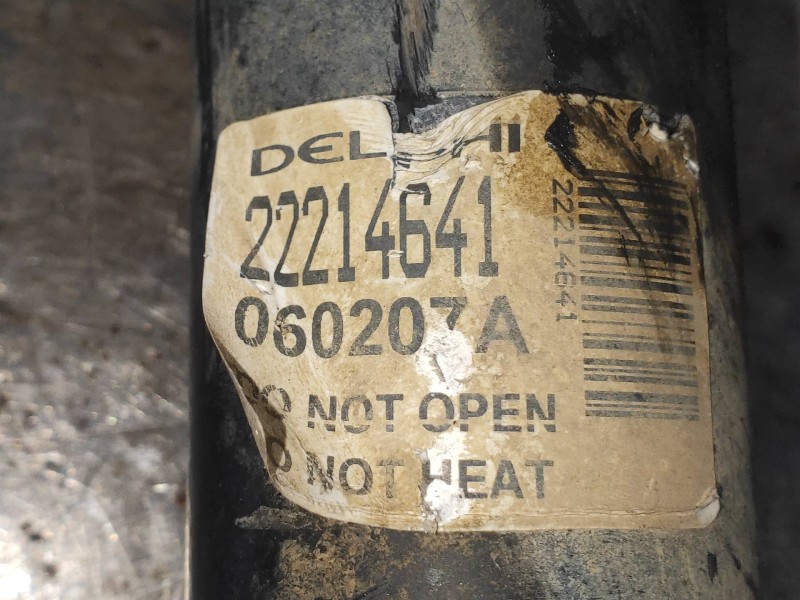 DELPHI
22214641
060207A
DO NOT OPEN
DO NOT HEAT
22214641